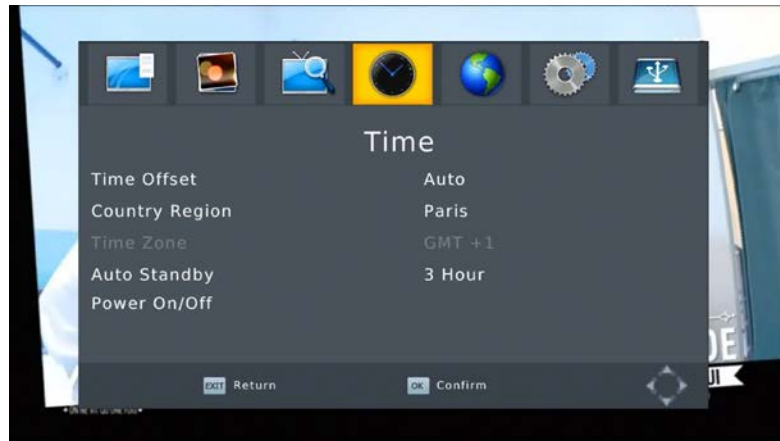 Time
Time Offset Auto
Country Region Paris
Time Zone GMT +1
Auto Standby 3 Hour
Power On/Off
EXIT Return OK Confirm